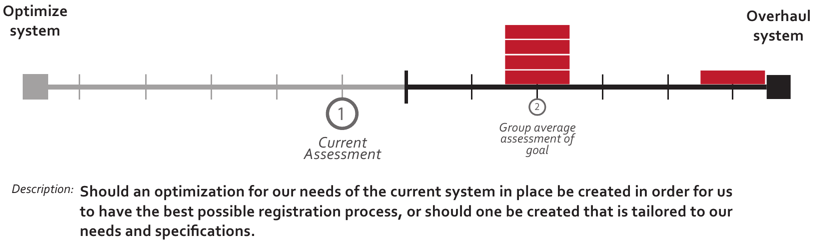 Optimize
system
Overhaul
system
1
Current
Assessment
2
Group average
assessment of
goal
Description: Should an optimization for our needs of the current system in place be created in order for us
to have the best possible registration process, or should one be created that is tailored to our
needs and specifications.